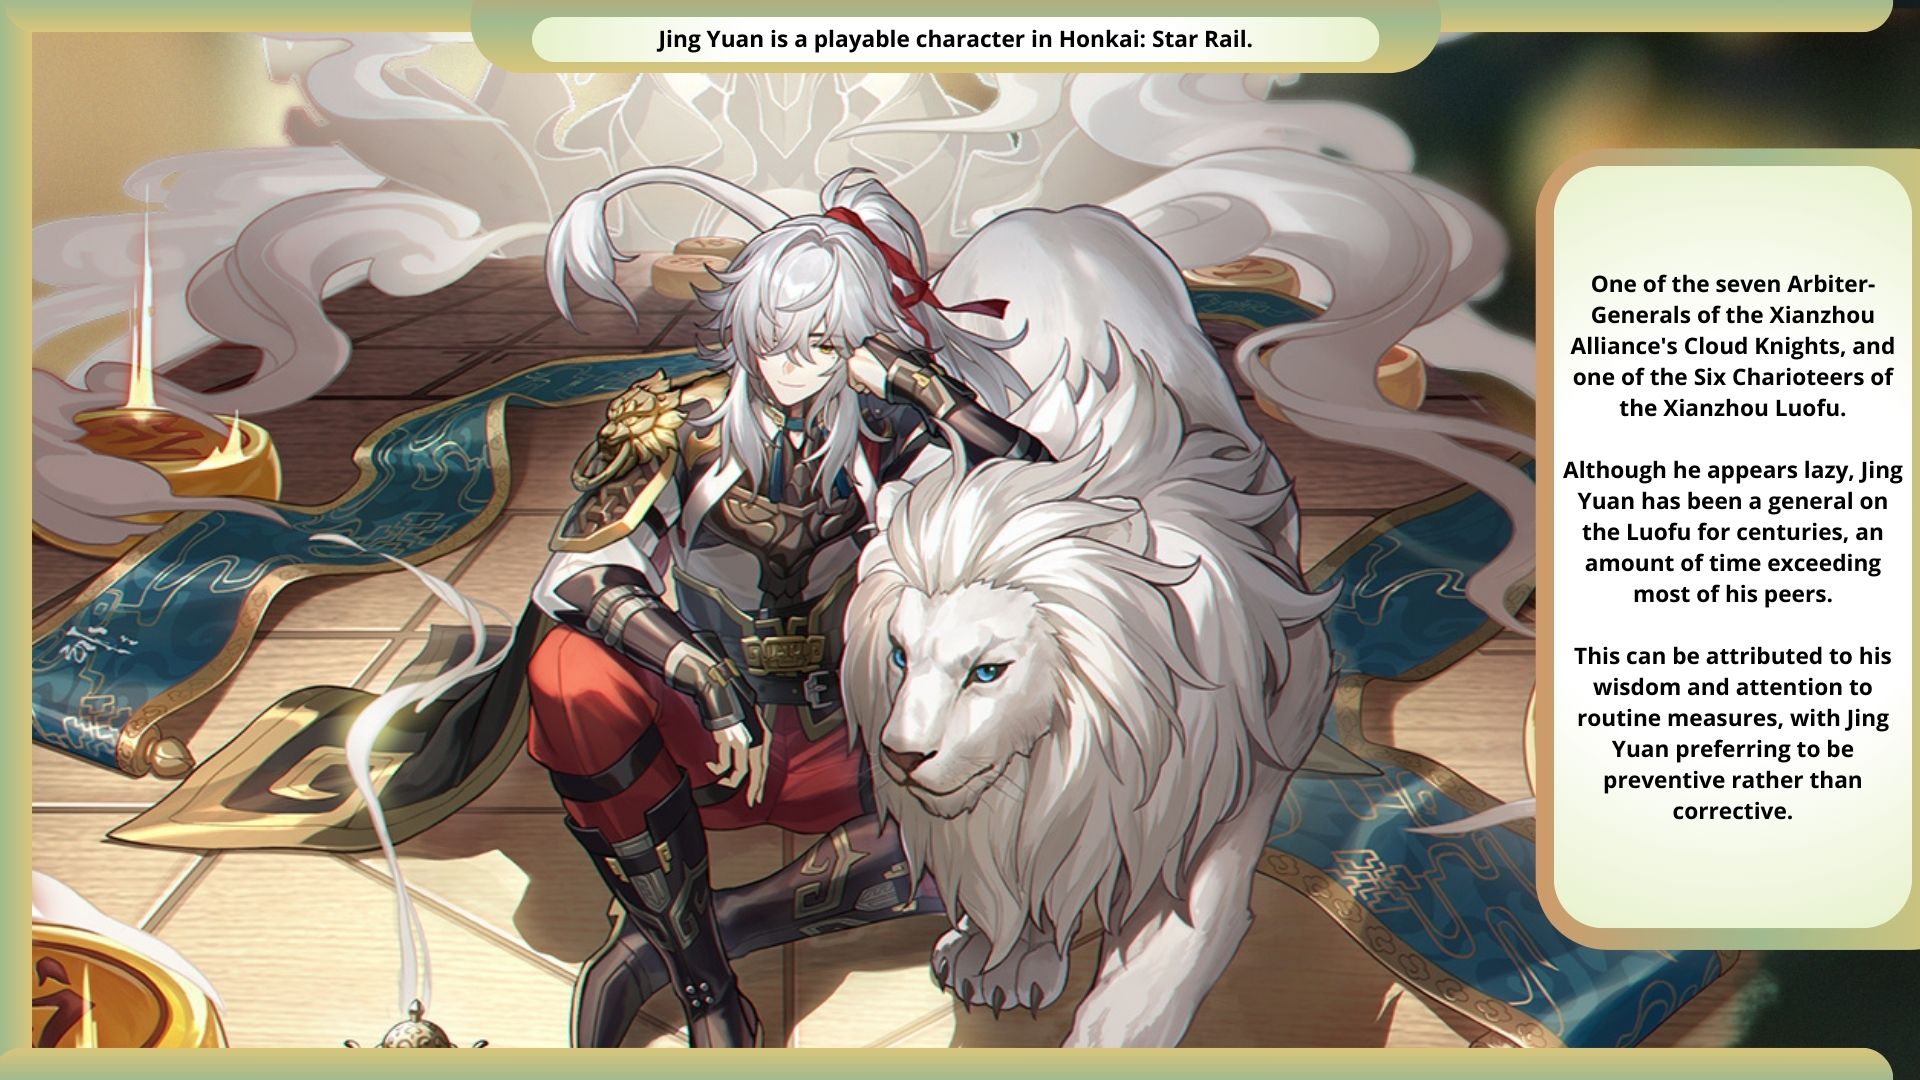 Jing Yuan is a playable character in Honkai: Star Rail.
One of the seven Arbiter-
Generals of the Xianzhou
Alliance's Cloud Knights, and
one of the Six Charioteers of
the Xianzhou Luofu.
Although he appears lazy, Jing
Yuan has been a general on
the Luofu for centuries, an
amount of time exceeding
most of his peers.
This can be attributed to his
wisdom and attention to
routine measures, with Jing
Yuan preferring to be
preventive rather than
corrective.